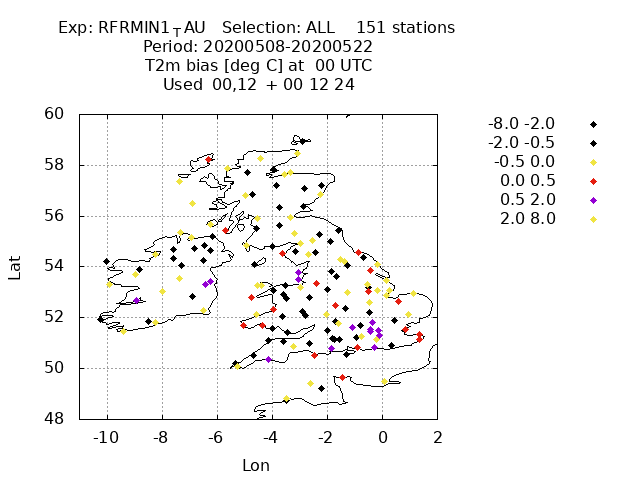 Exp: RFRMIN1TAU Selection: ALL 151 stations
Period: 20200508-20200522
T2m bias [deg C] at 00 UTC
Used 00,12 + 00 12 24
60
58
56
54
52
50
48
Lat
-10 -8 -6 -4 -2 0 2
Lon
-8.0 -2.0
-2.0 -0.5
-0.5 0.0
0.0 0.5
0.5 2.0
2.0 8.0